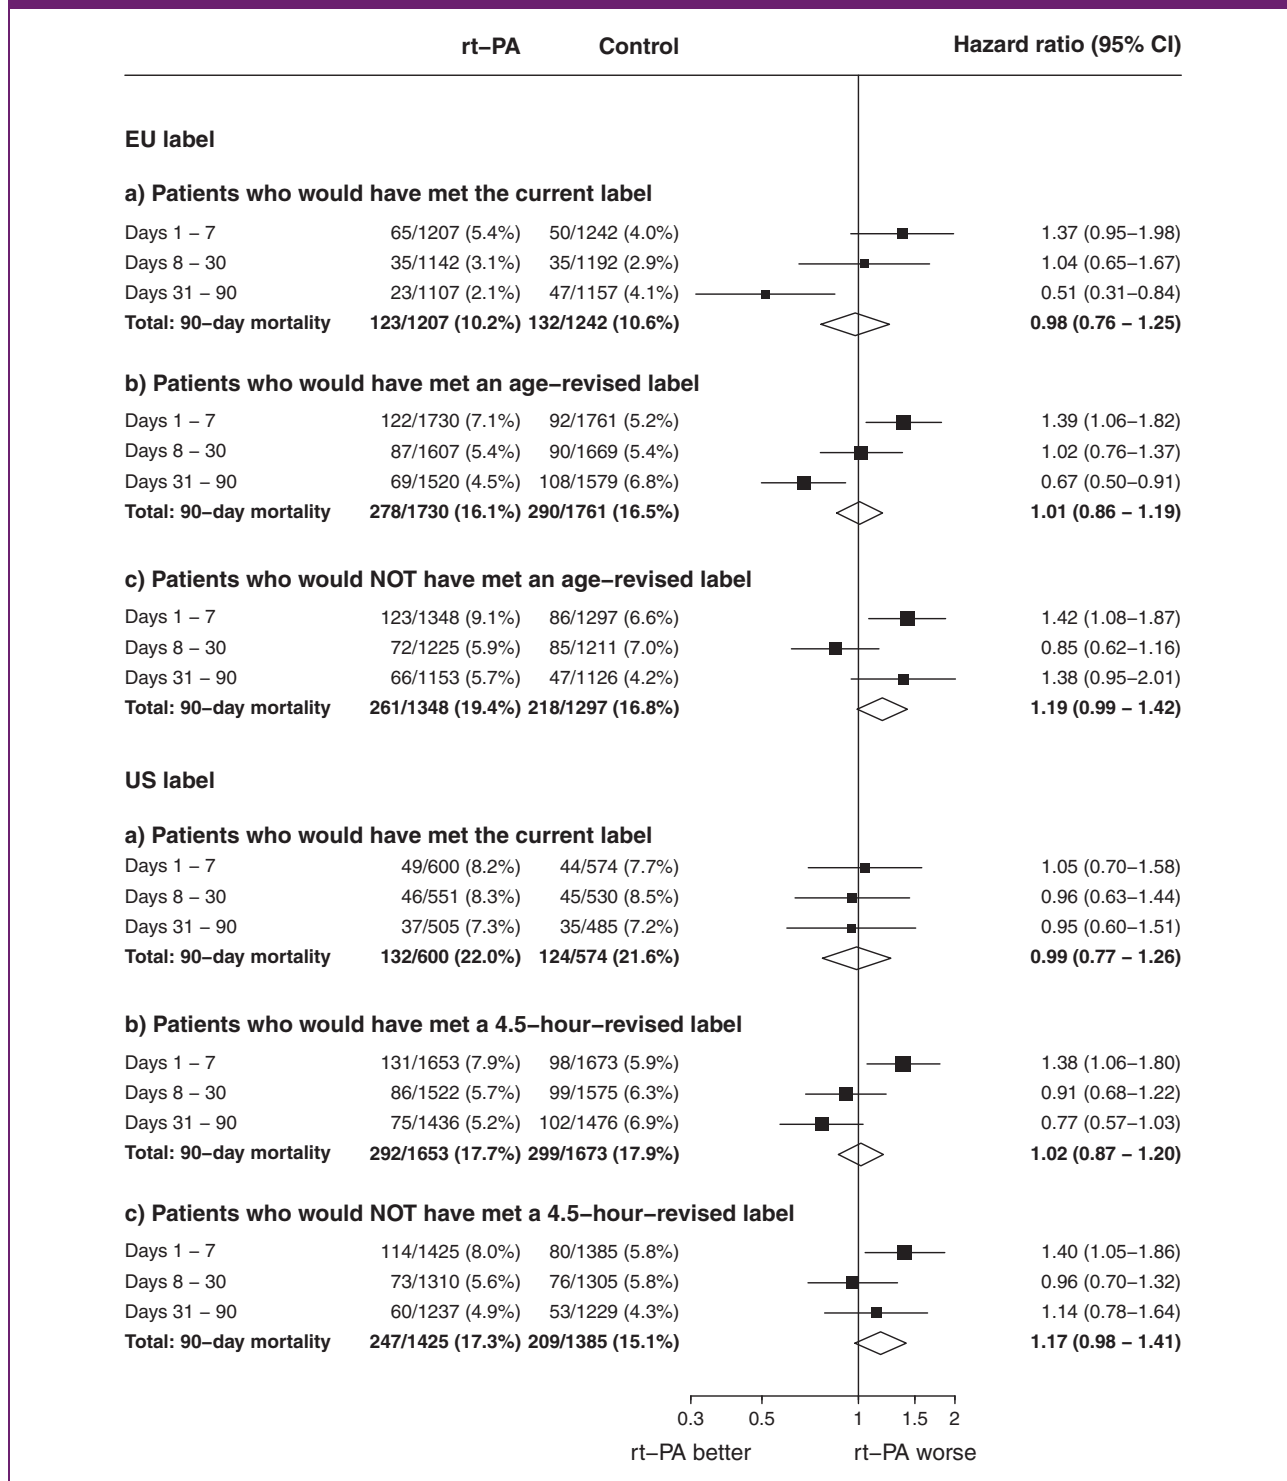 rt–PA Control Hazard ratio (95% CI)
EU label
a) Patients who would have met the current label
Days 1 – 7 65/1207 (5.4%) 50/1242 (4.0%) 1.37 (0.95–1.98)
Days 8 – 30 35/1142 (3.1%) 35/1192 (2.9%) 1.04 (0.65–1.67)
Days 31 – 90 23/1107 (2.1%) 47/1157 (4.1%) 0.51 (0.31–0.84)
Total: 90–day mortality 123/1207 (10.2%) 132/1242 (10.6%) 0.98 (0.76 – 1.25)
b) Patients who would have met an age–revised label
Days 1 – 7 122/1730 (7.1%) 92/1761 (5.2%) 1.39 (1.06–1.82)
Days 8 – 30 87/1607 (5.4%) 90/1669 (5.4%) 1.02 (0.76–1.37)
Days 31 – 90 69/1520 (4.5%) 108/1579 (6.8%) 0.67 (0.50–0.91)
Total: 90–day mortality 278/1730 (16.1%) 290/1761 (16.5%) 1.01 (0.86 – 1.19)
c) Patients who would NOT have met an age–revised label
Days 1 – 7 123/1348 (9.1%) 86/1297 (6.6%) 1.42 (1.08–1.87)
Days 8 – 30 72/1225 (5.9%) 85/1211 (7.0%) 0.85 (0.62–1.16)
Days 31 – 90 66/1153 (5.7%) 47/1126 (4.2%) 1.38 (0.95–2.01)
Total: 90–day mortality 261/1348 (19.4%) 218/1297 (16.8%) 1.19 (0.99 – 1.42)
US label
a) Patients who would have met the current label
Days 1 – 7 49/600 (8.2%) 44/574 (7.7%) 1.05 (0.70–1.58)
Days 8 – 30 46/551 (8.3%) 45/530 (8.5%) 0.96 (0.63–1.44)
Days 31 – 90 37/505 (7.3%) 35/485 (7.2%) 0.95 (0.60–1.51)
Total: 90–day mortality 132/600 (22.0%) 124/574 (21.6%) 0.99 (0.77 – 1.26)
b) Patients who would have met a 4.5–hour–revised label
Days 1 – 7 131/1653 (7.9%) 98/1673 (5.9%) 1.38 (1.06–1.80)
Days 8 – 30 86/1522 (5.7%) 99/1575 (6.3%) 0.91 (0.68–1.22)
Days 31 – 90 75/1436 (5.2%) 102/1476 (6.9%) 0.77 (0.57–1.03)
Total: 90–day mortality 292/1653 (17.7%) 299/1673 (17.9%) 1.02 (0.87 – 1.20)
c) Patients who would NOT have met a 4.5–hour–revised label
Days 1 – 7 114/1425 (8.0%) 80/1385 (5.8%) 1.40 (1.05–1.86)
Days 8 – 30 73/1310 (5.6%) 76/1305 (5.8%) 0.96 (0.70–1.32)
Days 31 – 90 60/1237 (4.9%) 53/1229 (4.3%) 1.14 (0.78–1.64)
Total: 90–day mortality 247/1425 (17.3%) 209/1385 (15.1%) 1.17 (0.98 – 1.41)
0.3 0.5 1 1.5 2
rt–PA better rt–PA worse